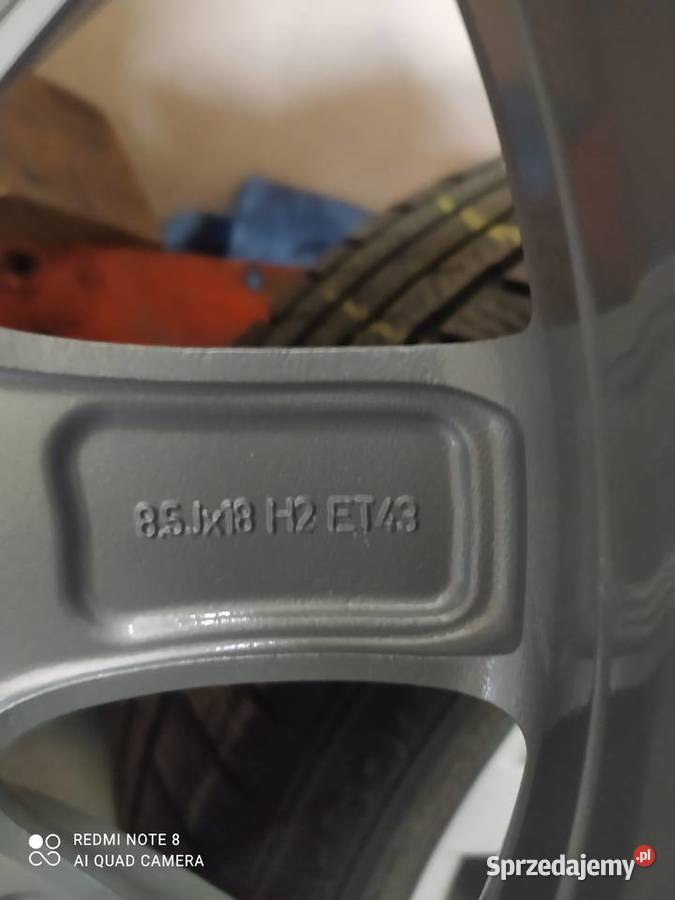 8,5Jx18 H2 ET43
REDMI NOTE 8
AI QUAD CAMERA
Sprzedajemy.pl